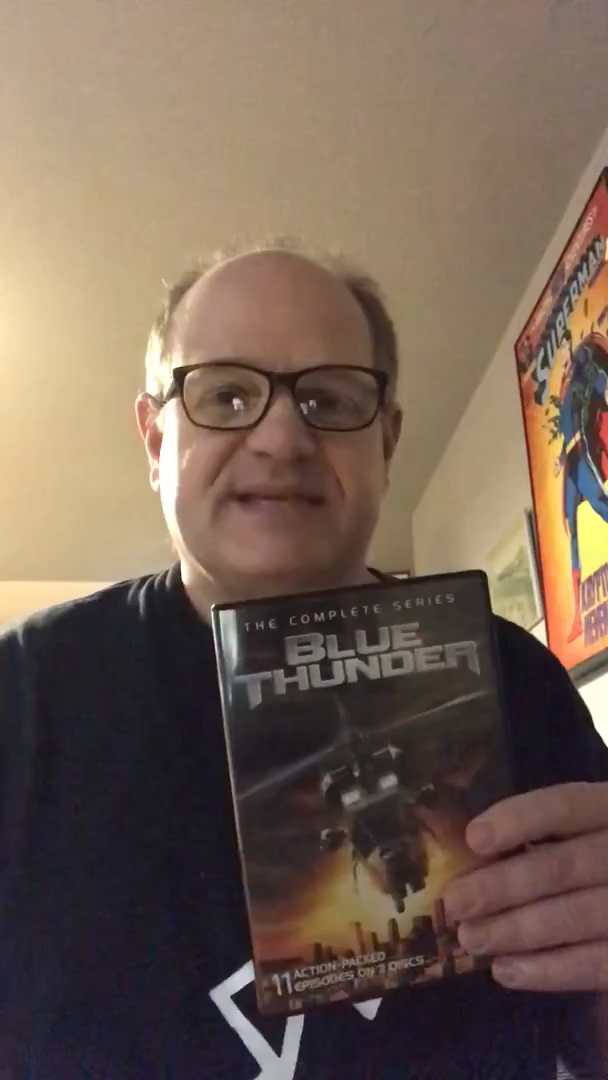 SUPERMAN
THE COMPLETE SERIES
BLUE
THUNDER
11 ACTION-PACKED
EPISODES ON 3 DISCS